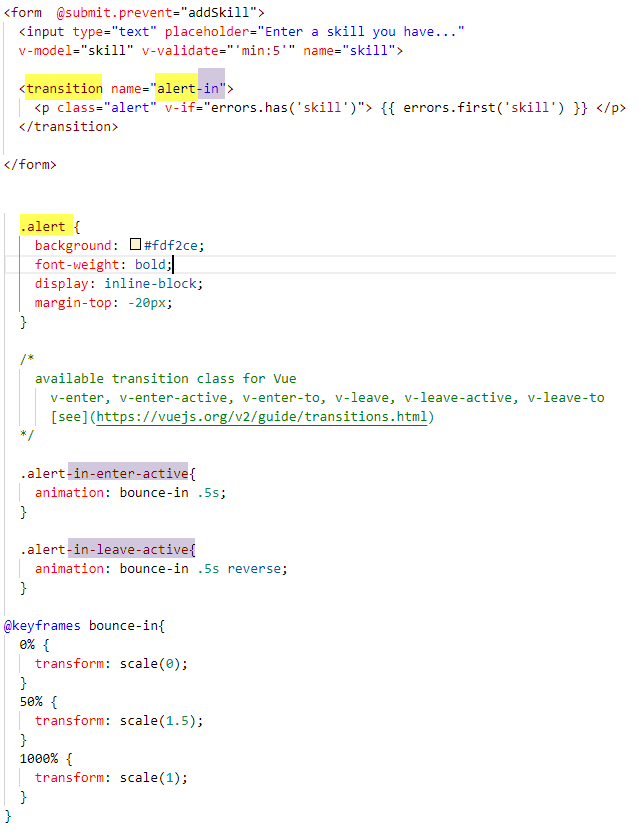 <form  @submit.prevent="addSkill">
  <input type="text" placeholder="Enter a skill you have..."
  v-model="skill" v-validate="'min:5'" name="skill">

  <transition name="alert-in">
    <p class="alert" v-if="errors.has('skill')"> {{ errors.first('skill') }} </p>
  </transition>

</form>

  .alert {
    background: #fdf2ce;
    font-weight: bold;
    display: inline-block;
    margin-top: -20px;
  }

  /*
    available transition class for Vue
      v-enter, v-enter-active, v-enter-to, v-leave, v-leave-active, v-leave-to
      [see](https://vuejs.org/v2/guide/transitions.html)
  */

  .alert-in-enter-active{
    animation: bounce-in .5s;
  }

  .alert-in-leave-active{
    animation: bounce-in .5s reverse;
  }

@keyframes bounce-in{
  0% {
    transform: scale(0);
  }
  50% {
    transform: scale(1.5);
  }
  1000% {
    transform: scale(1);
  }
}